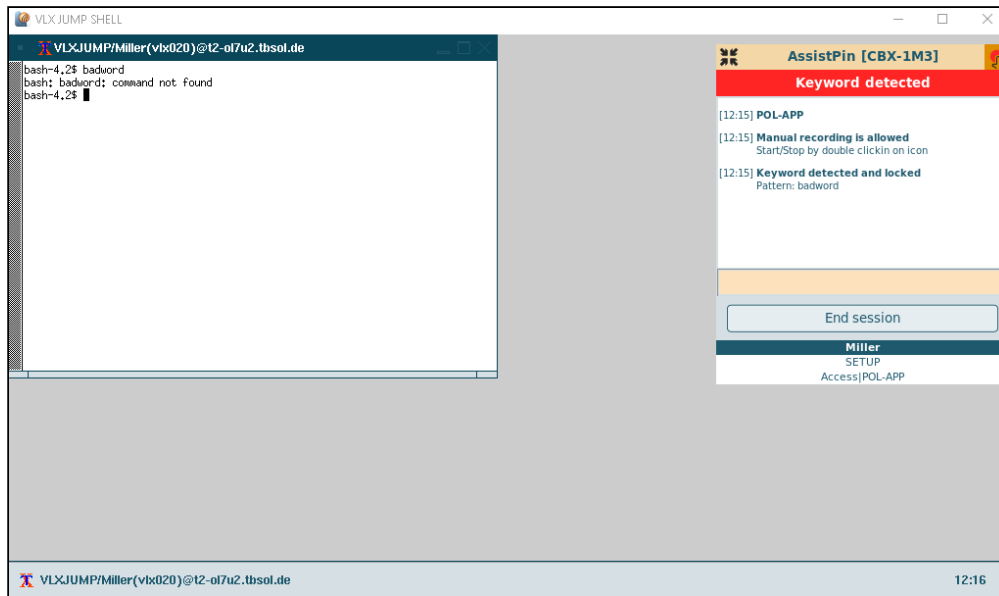 VLX JUMP SHELL
VLXJUMP/Miller(vlx020)@t2-ol7u2.tbsol.de
bash-4.2$ badword
bash: badword: command not found
bash-4.2$
AssistPin [CBX-1M3]
Keyword detected
[12:15] POL-APP
[12:15] Manual recording is allowed
Start/Stop by double clickin on icon
[12:15] Keyword detected and locked
Pattern: badword
End session
Miller
SETUP
Access|POL-APP
VLXJUMP/Miller(vlx020)@t2-ol7u2.tbsol.de
12:16